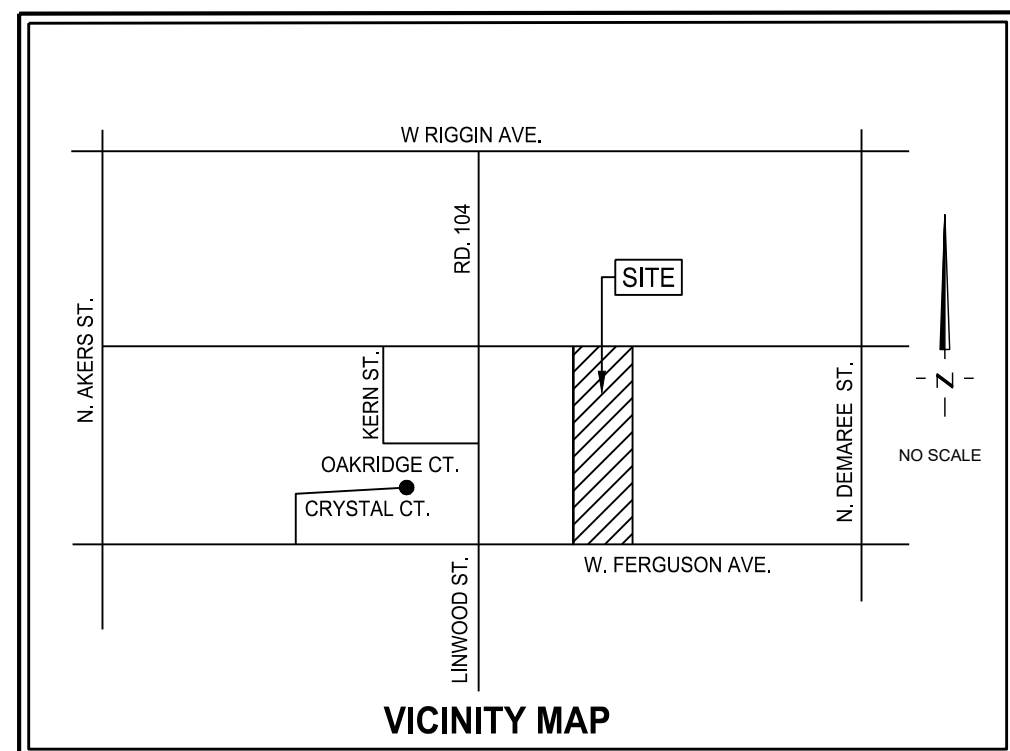 W RIGGIN AVE.
RD. 104
SITE
N. AKERS ST.
KERN ST.
N. DEMAREE ST.
N
NO SCALE
OAKRIDGE CT.
CRYSTAL CT.
W. FERGUSON AVE.
LINWOOD ST.
VICINITY MAP